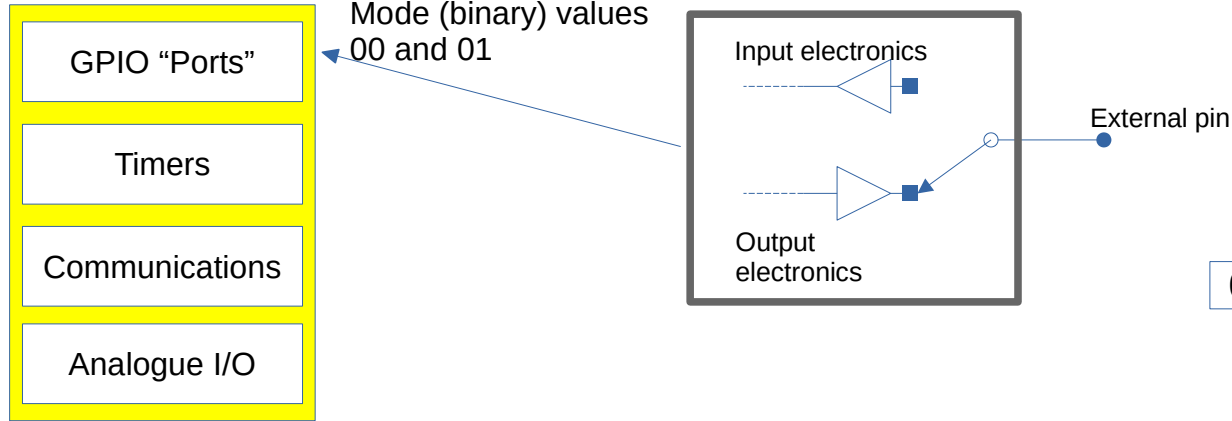 GPIO “Ports”
Timers
Communications
Analogue I/O
Mode (binary) values
00 and 01
Input electronics
Output
electronics
External pin